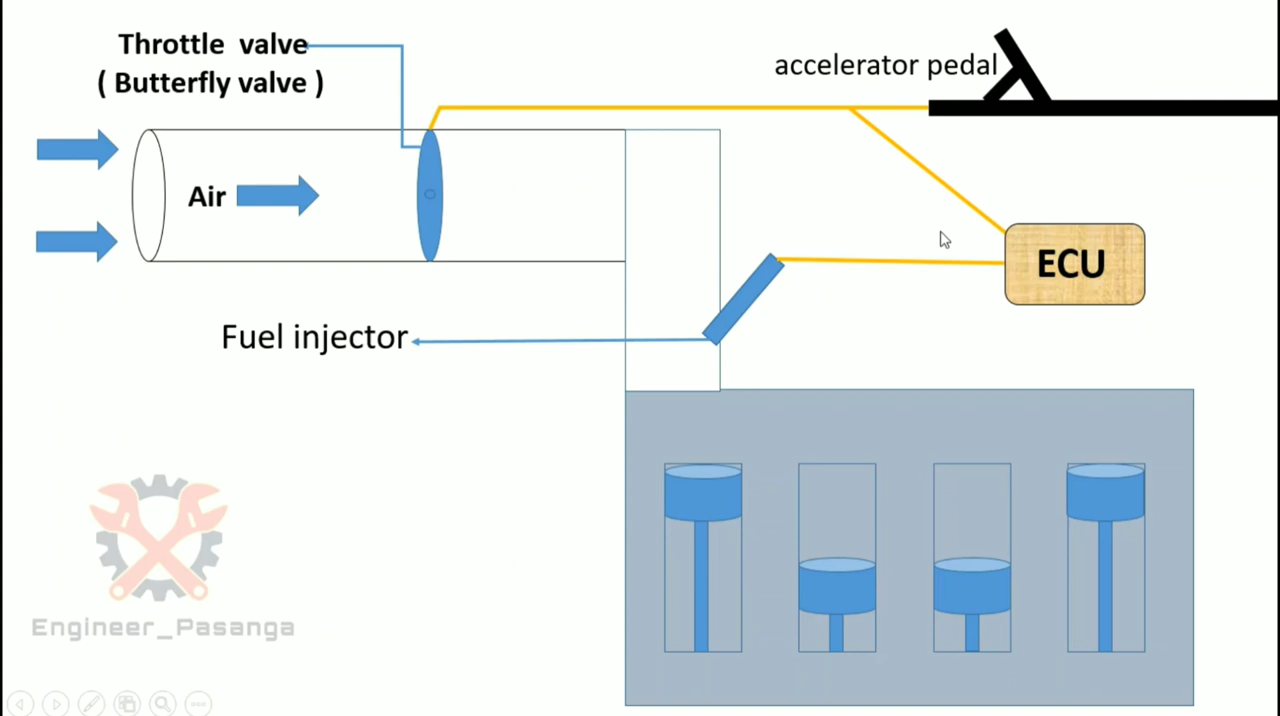 Throttle valve
( Butterfly valve )
accelerator pedal
Air
ECU
Fuel injector
Engineer_Pasanga